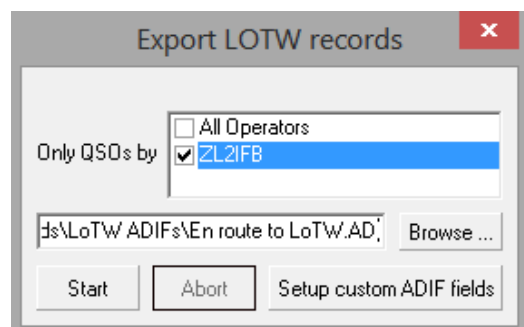 Export LOTW records
All Operators
Only QSOs by ZL2IFB
ds\LoTW ADIFs\En route to LoTW.AD
Browse ...
Start Abort Setup custom ADIF fields